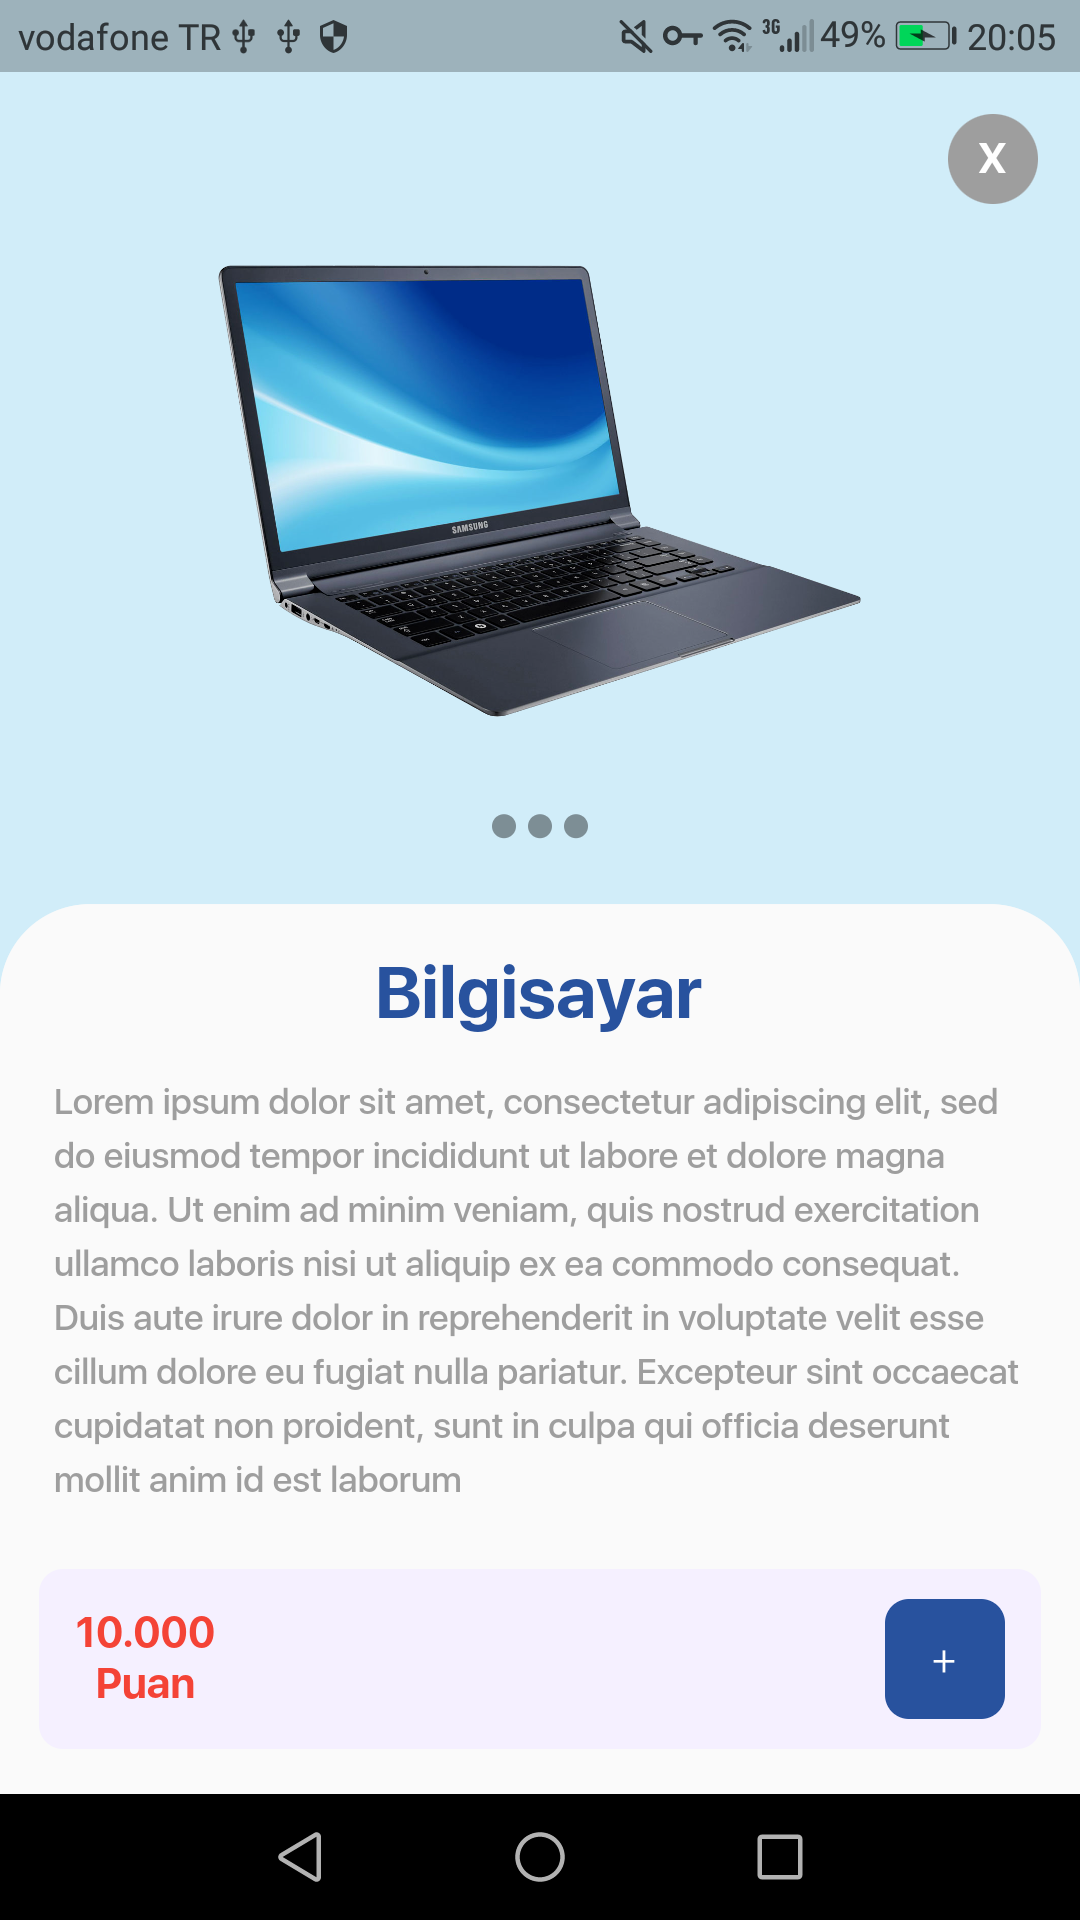 vodafone TR 3G 49% 20:05
X
SAMSUNG
Bilgisayar
Lorem ipsum dolor sit amet, consectetur adipiscing elit, sed
do eiusmod tempor incididunt ut labore et dolore magna
aliqua. Ut enim ad minim veniam, quis nostrud exercitation
ullamco laboris nisi ut aliquip ex ea commodo consequat.
Duis aute irure dolor in reprehenderit in voluptate velit esse
cillum dolore eu fugiat nulla pariatur. Excepteur sint occaecat
cupidatat non proident, sunt in culpa qui officia deserunt
mollit anim id est laborum
10.000
Puan
+